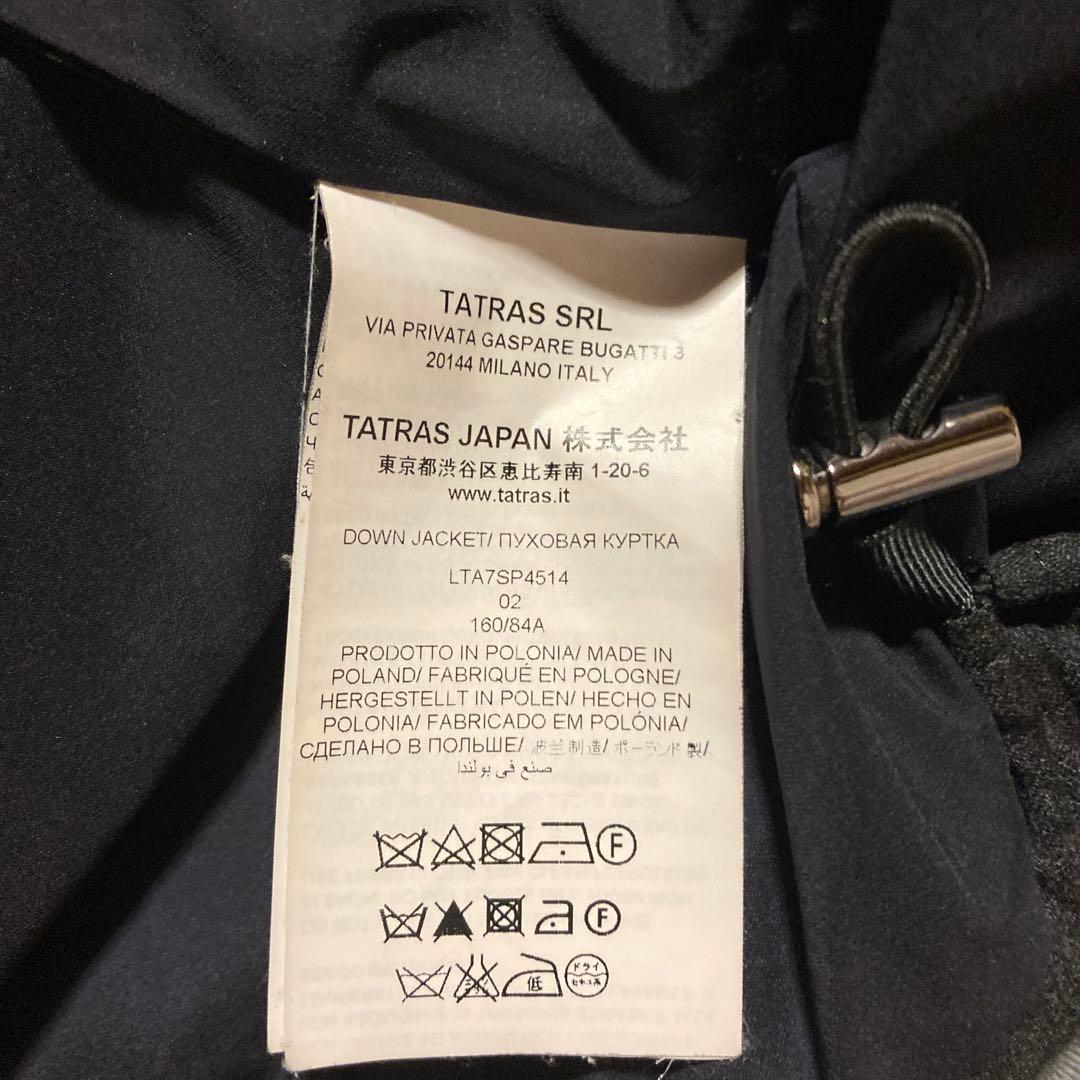 TATRAS SRL
VIA PRIVATA GASPARE BUGATTI 3
20144 MILANO ITALY
TATRAS JAPAN 株式会社
東京都渋谷区恵比寿南 1-20-6
www.tatras.it
DOWN JACKET/ ПУХОВАЯ КУРТКА
LTA7SP4514
02
160/84A
PRODOTTO IN POLONIA/ MADE IN
POLAND/ FABRIQUÉ EN POLOGNE/
HERGESTELLT IN POLEN/ HECHO EN
POLONIA/ FABRICADO EM POLÓNIA/
СДЕЛАНО В ПОЛЬШЕ/ 波兰制造/ ポーランド製/
صنع في بولندا
F
F
低 ドライ セキユ系